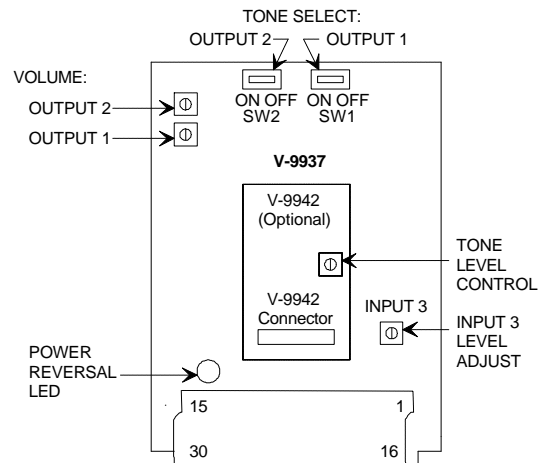 TONE SELECT:
OUTPUT 2 OUTPUT 1
VOLUME:
OUTPUT 2
OUTPUT 1
ON OFF ON OFF
SW2 SW1
V-9937
V-9942
(Optional)
TONE
LEVEL
CONTROL
V-9942
Connector
INPUT 3
INPUT 3
LEVEL
ADJUST
POWER
REVERSAL
LED
15 1
30 16